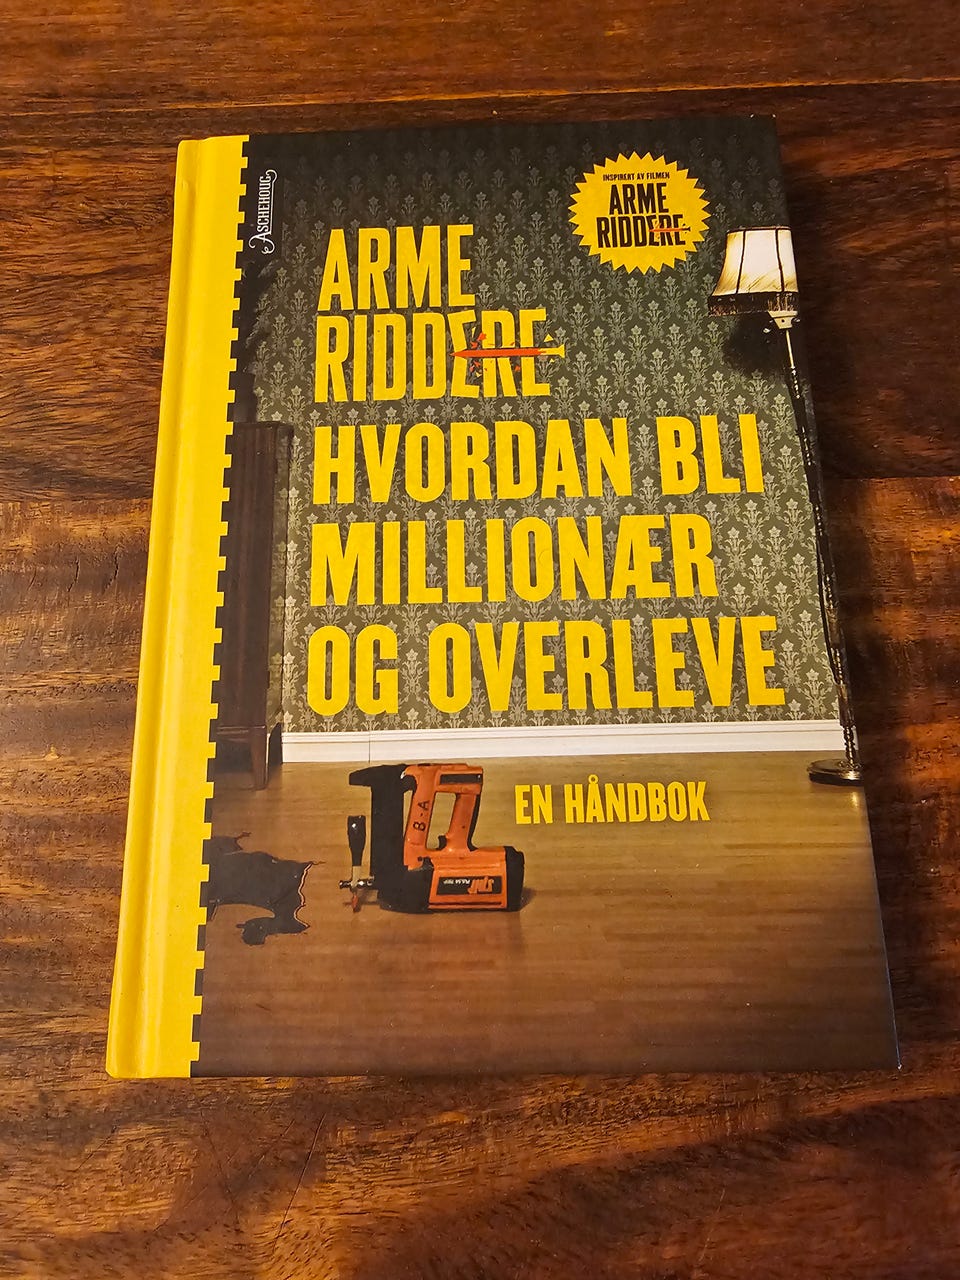 ASCHEHOUG
INSPIRERT AV FILMEN
ARME
RIDDERE
ARME
RIDDERE
HVORDAN BLI
MILLIONÆR
OG OVERLEVE
EN HÅNDBOK
B-A